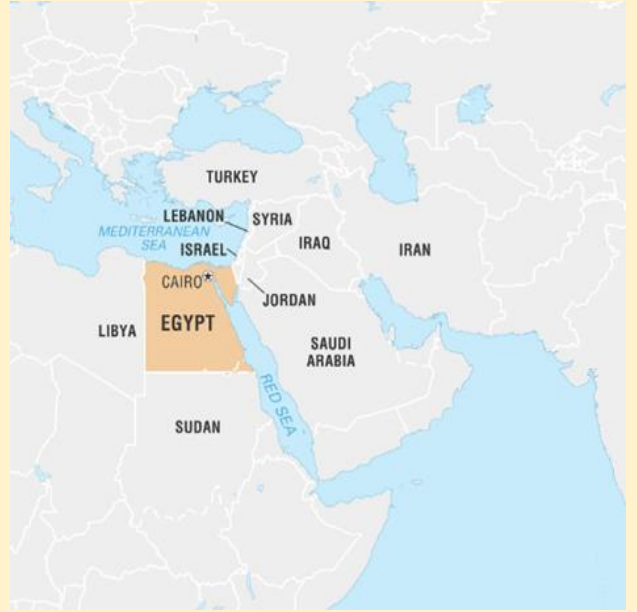 TURKEY
LEBANON
SYRIA
MEDITERRANEAN
SEA
ISRAEL
IRAQ
IRAN
CAIRO
JORDAN
EGYPT
LIBYA
SAUDI
ARABIA
RED SEA
SUDAN